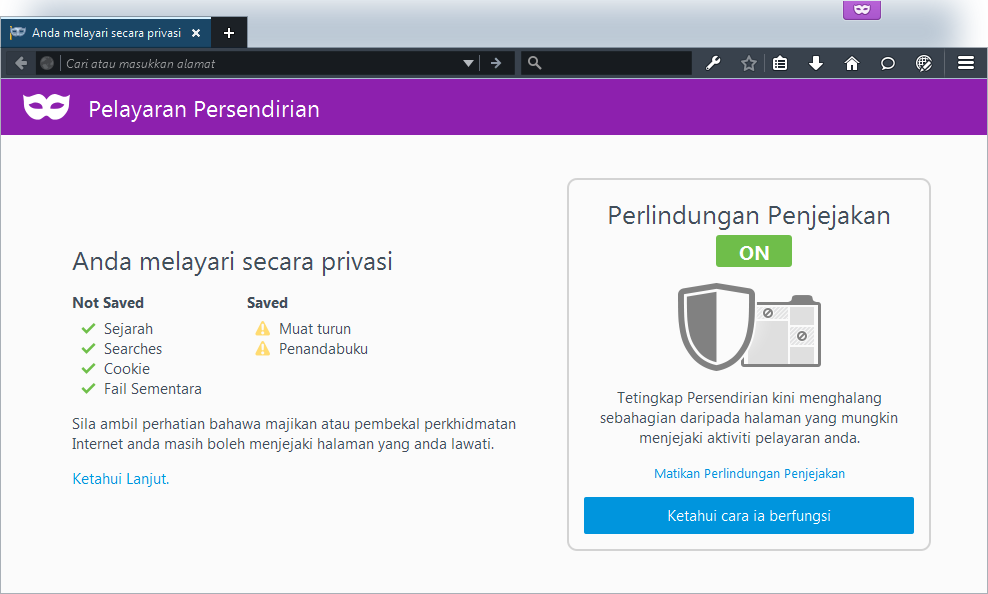 Anda melayari secara privasi
Cari atau masukkan alamat
Pelayaran Persendirian
Anda melayari secara privasi
Not Saved
Sejarah
Searches
Cookie
Fail Sementara
Saved
Muat turun
Penandabuku
Sila ambil perhatian bahawa majikan atau pembekal perkhidmatan
Internet anda masih boleh menjejaki halaman yang anda lawati.
Ketahui Lanjut.
Perlindungan Penjejakan
ON
Tetingkap Persendirian kini menghalang
sebahagian daripada halaman yang mungkin
menjejaki aktiviti pelayaran anda.
Matikan Perlindungan Penjejakan
Ketahui cara ia berfungsi